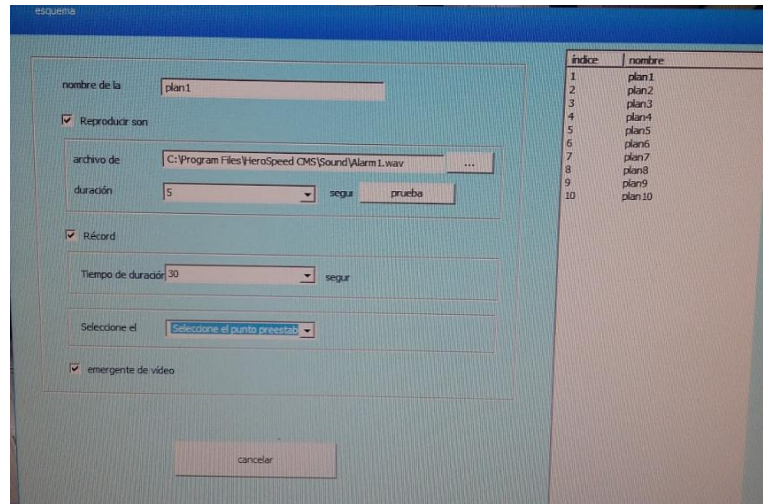 esquema
nombre de la plan1
Reproducir son
archivo de C:\Program Files\HeroSpeed CMS\Sound\Alarm1.wav ...
duración 5 segur prueba
Récord
Tiempo de duración 30 segur
Seleccione el Seleccione el punto preestab
emergente de vídeo
cancelar
índice nombre
1 plan1
2 plan2
3 plan3
4 plan4
5 plan5
6 plan6
7 plan7
8 plan8
9 plan9
10 plan10